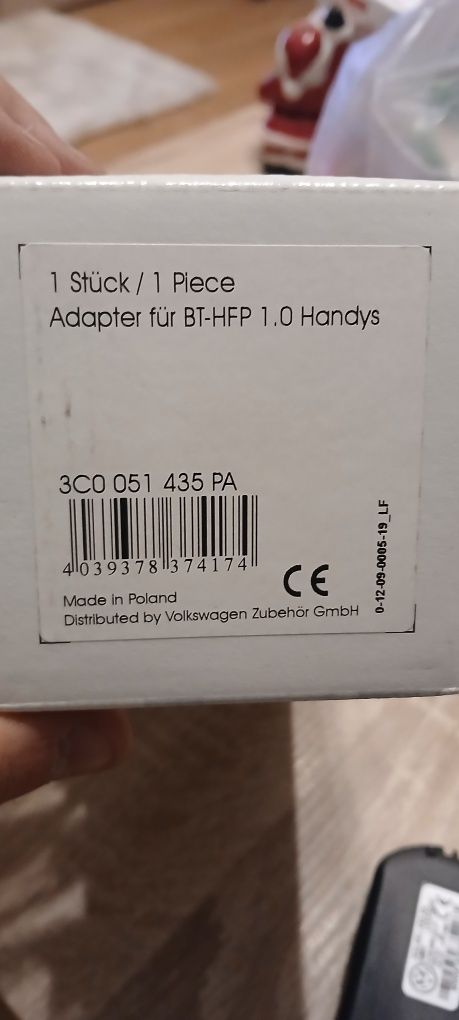 1 Stück / 1 Piece
Adapter für BT-HFP 1.0 Handys
3C0 051 435 PA
4 039378 374174
CE
Made in Poland
Distributed by Volkswagen Zubehör GmbH
0-12-09-0005-19_LF